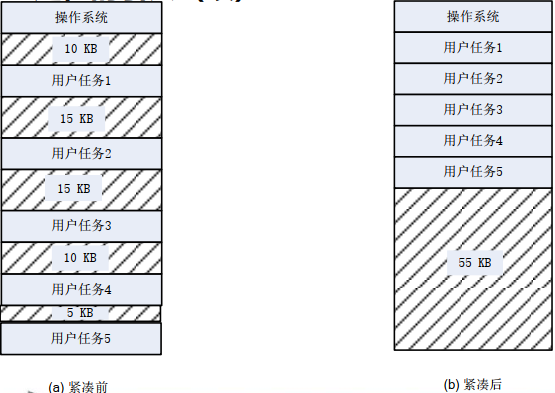 操作系统
10 KB
用户任务1
15 KB
用户任务2
15 KB
用户任务3
10 KB
用户任务4
5 KB
用户任务5
(a) 紧凑前
操作系统
用户任务1
用户任务2
用户任务3
用户任务4
用户任务5
55 KB
(b) 紧凑后